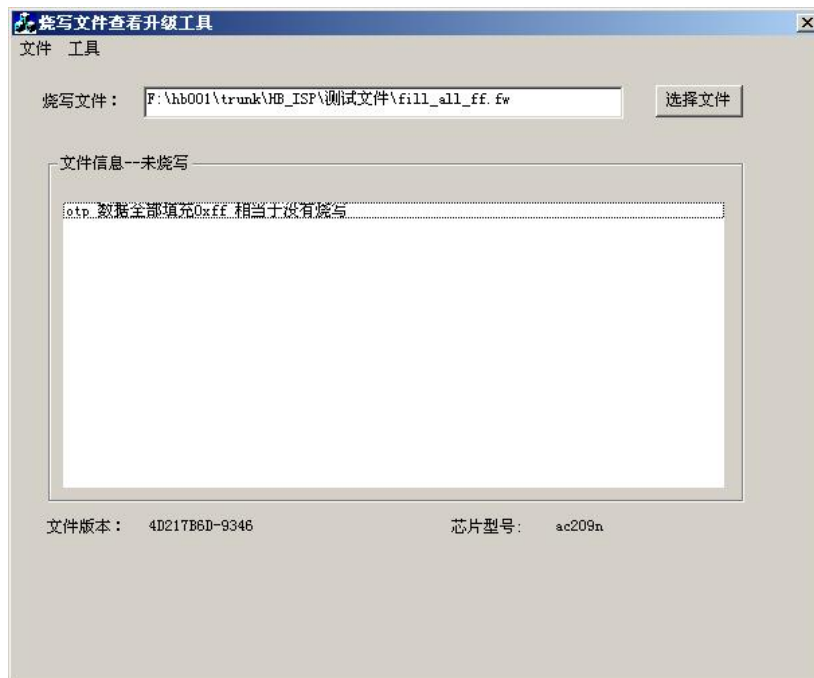 烧写文件查看升级工具
文件 工具
烧写文件： F:\hb001\trunk\HB_ISP\测试文件\fill_all_ff.fw 选择文件
文件信息--未烧写
otp 数据全部填充0xff 相当于没有烧写
文件版本： 4D217B6D-9346 芯片型号: ac209n